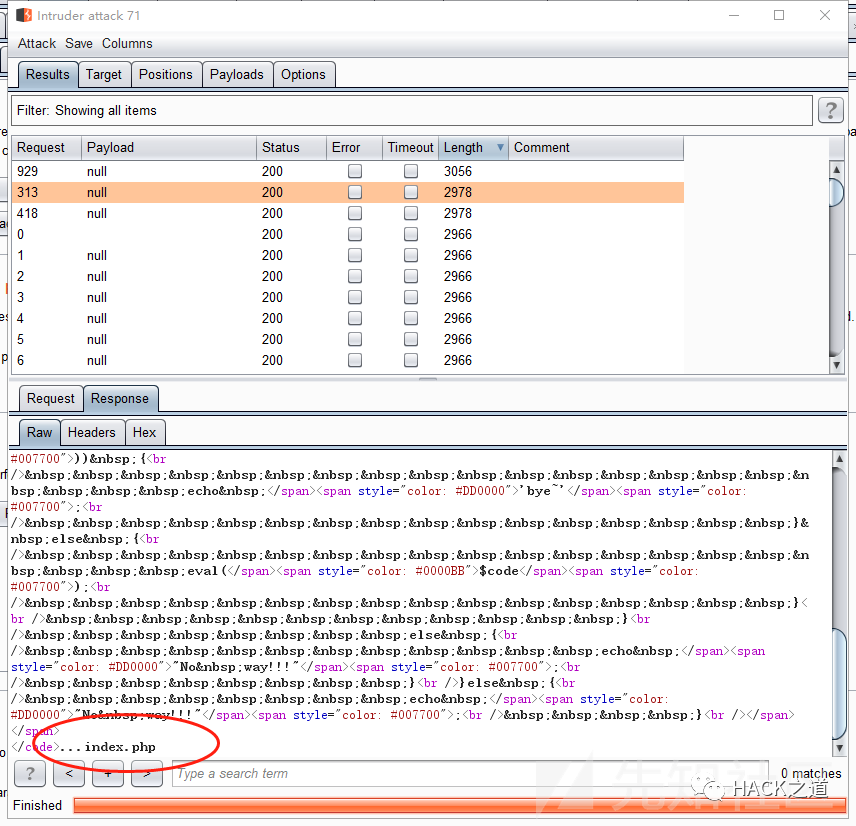 Intruder attack 71
Attack Save Columns
Results Target Positions Payloads Options
Filter: Showing all items
?
Request Payload Status Error Timeout Length Comment
929 null 200 3056
313 null 200 2978
418 null 200 2978
0 200 2966
1 null 200 2966
2 null 200 2966
3 null 200 2966
4 null 200 2966
5 null 200 2966
6 null 200 2966
Request Response
Raw Headers Hex
#007700">))&nbsp;{<br
/>&nbsp;&nbsp;&nbsp;&nbsp;&nbsp;&nbsp;&nbsp;&nbsp;&nbsp;&nbsp;&nbsp;&nbsp;&nbsp;&nbsp;&nbsp;&nbsp;&n
bsp;&nbsp;&nbsp;&nbsp;echo&nbsp;</span><span style="color: #DD0000">'bye~'</span><span style="color:
#007700">;<br
/>&nbsp;&nbsp;&nbsp;&nbsp;&nbsp;&nbsp;&nbsp;&nbsp;&nbsp;&nbsp;&nbsp;&nbsp;&nbsp;&nbsp;&nbsp;&nbsp;}&
nbsp;else&nbsp;{<br
/>&nbsp;&nbsp;&nbsp;&nbsp;&nbsp;&nbsp;&nbsp;&nbsp;&nbsp;&nbsp;&nbsp;&nbsp;&nbsp;&nbsp;&nbsp;&nbsp;&n
bsp;&nbsp;&nbsp;&nbsp;eval(</span><span style="color: #0000BB">$code</span><span style="color:
#007700">);<br
/>&nbsp;&nbsp;&nbsp;&nbsp;&nbsp;&nbsp;&nbsp;&nbsp;&nbsp;&nbsp;&nbsp;&nbsp;&nbsp;&nbsp;&nbsp;&nbsp;}<
br />&nbsp;&nbsp;&nbsp;&nbsp;&nbsp;&nbsp;&nbsp;&nbsp;&nbsp;&nbsp;&nbsp;&nbsp;}<br
/>&nbsp;&nbsp;&nbsp;&nbsp;&nbsp;&nbsp;&nbsp;&nbsp;else&nbsp;{<br
/>&nbsp;&nbsp;&nbsp;&nbsp;&nbsp;&nbsp;&nbsp;&nbsp;&nbsp;&nbsp;&nbsp;&nbsp;echo&nbsp;</span><span
style="color: #DD0000">"No&nbsp;way!!!"</span><span style="color: #007700">;<br
/>&nbsp;&nbsp;&nbsp;&nbsp;&nbsp;&nbsp;&nbsp;&nbsp;}<br />}else&nbsp;{<br
/>&nbsp;&nbsp;&nbsp;&nbsp;&nbsp;&nbsp;&nbsp;&nbsp;echo&nbsp;</span><span style="color:
#DD0000">"No&nbsp;way!!!"</span><span style="color: #007700">;<br />&nbsp;&nbsp;&nbsp;&nbsp;}<br /></span>
</span>
</code>...index.php
? < + > Type a search term 0 matches
先知社区
HACK之道
Finished